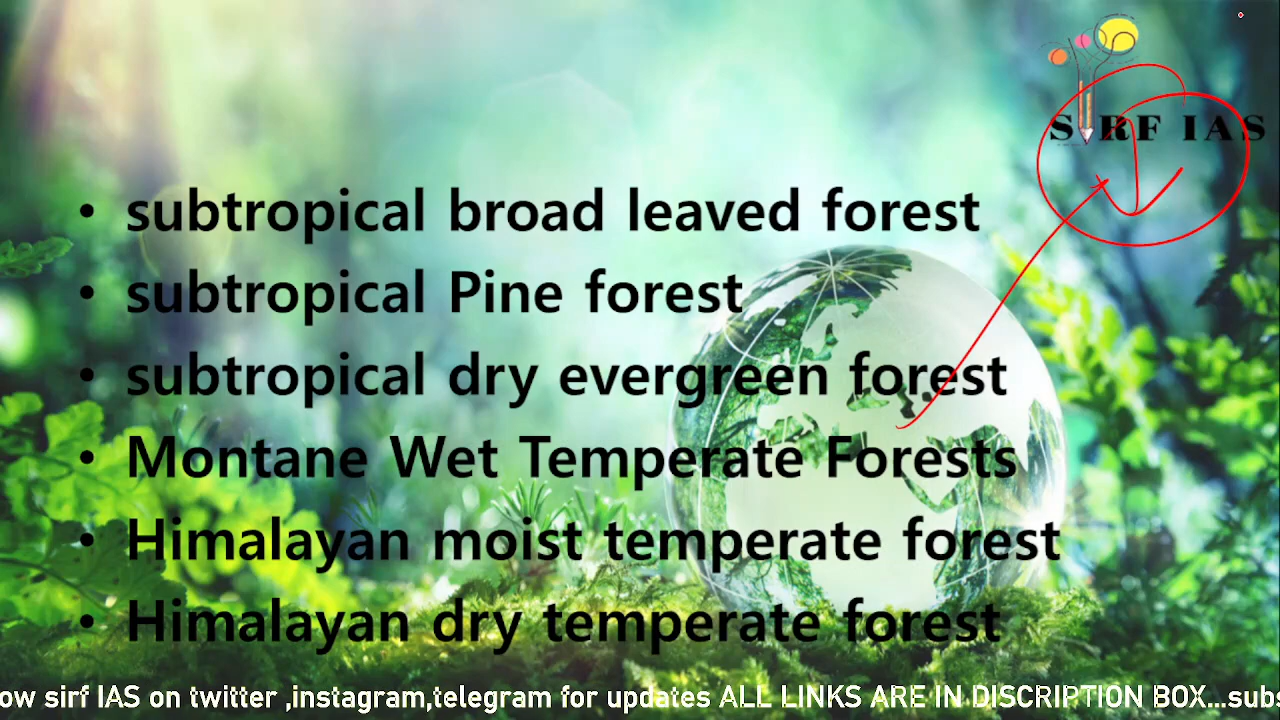 SIRF IAS
• subtropical broad leaved forest
• subtropical Pine forest
• subtropical dry evergreen forest
• Montane Wet Temperate Forests
• Himalayan moist temperate forest
• Himalayan dry temperate forest
ow sirf IAS on twitter ,instagram,telegram for updates ALL LINKS ARE IN DISCRIPTION BOX...subs